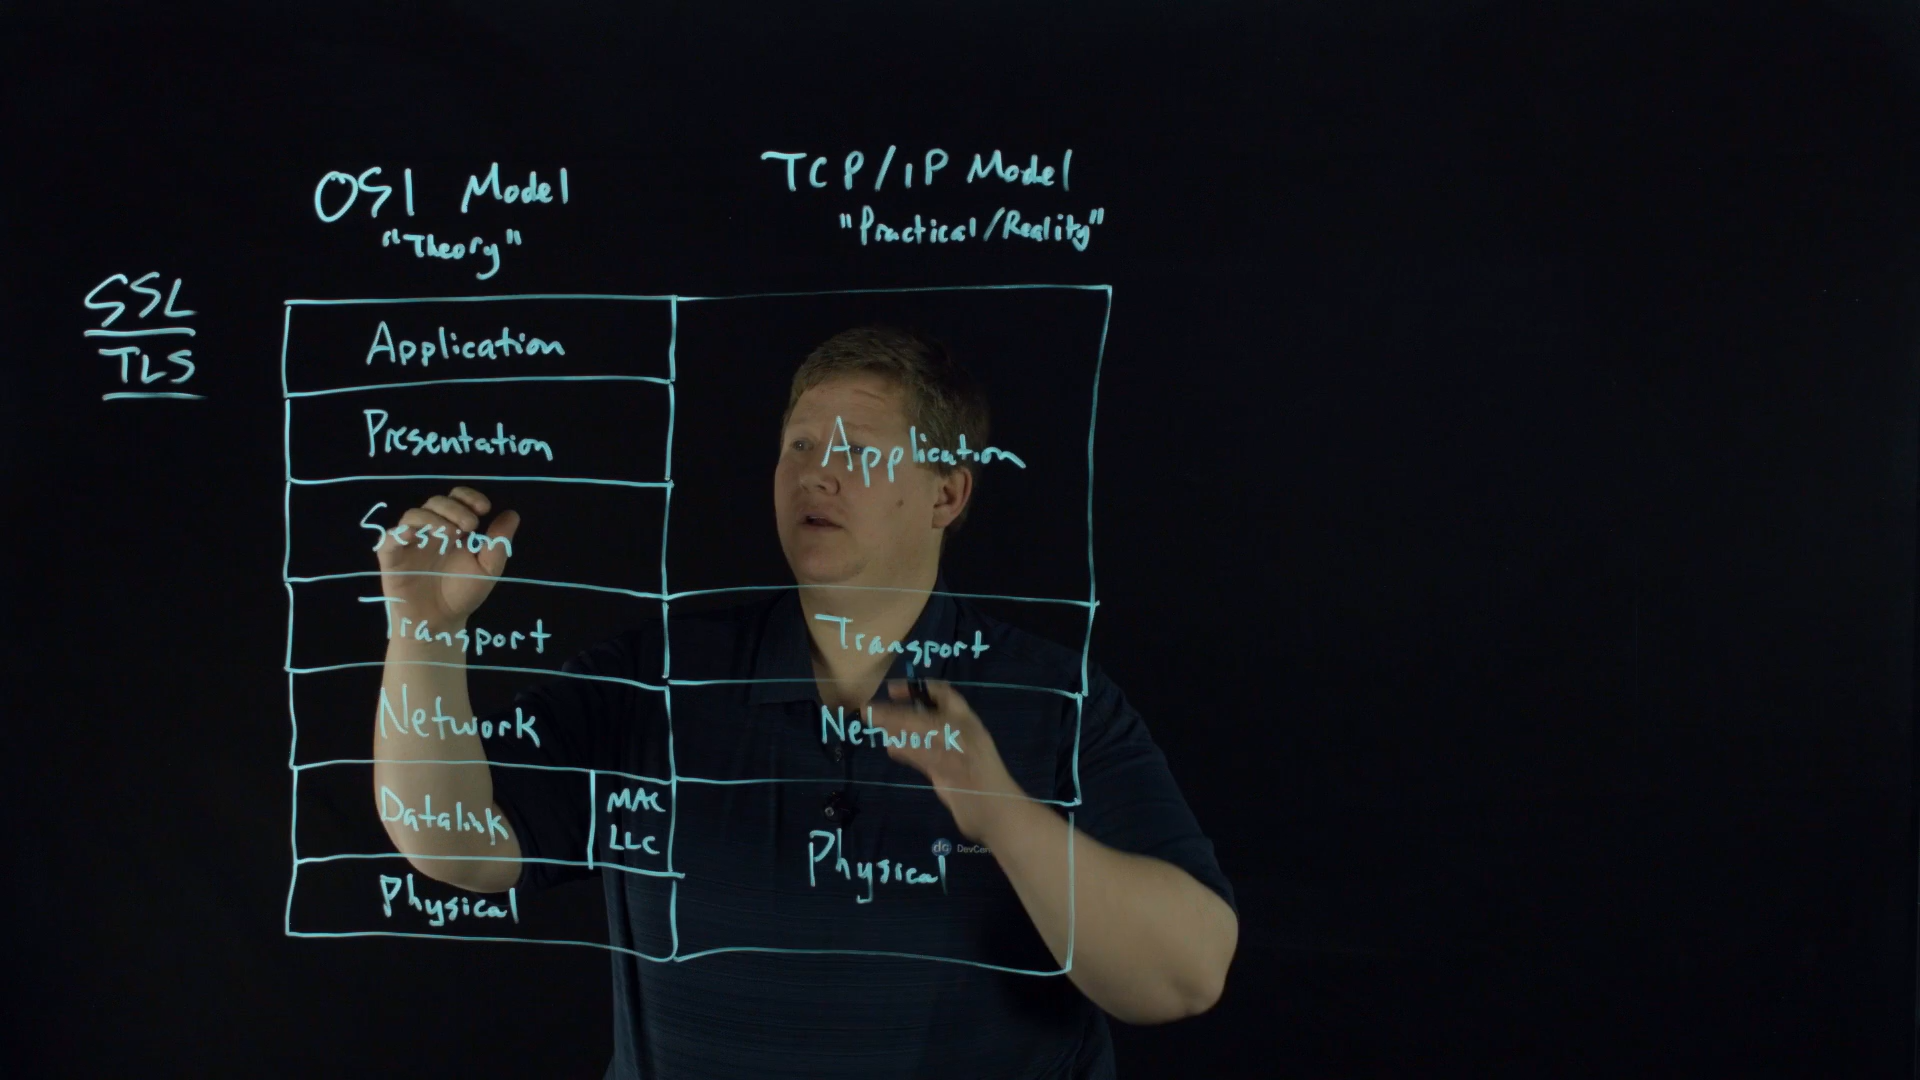 OSI Model
"Theory"
TCP/IP Model
"Practical/Reality"
SSL
TLS
Application
Presentation
Session
Transport
Network
Datalink
MAC
LLC
Physical
Application
Transport
Network
Physical
dc